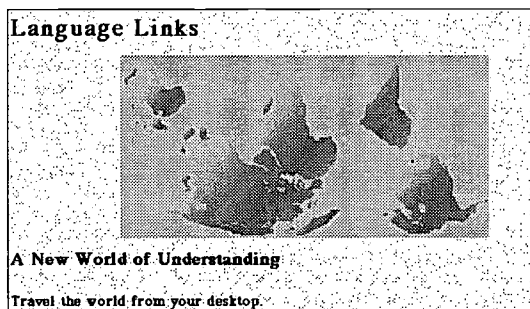 Language Links
A New World of Understanding
Travel the world from your desktop.